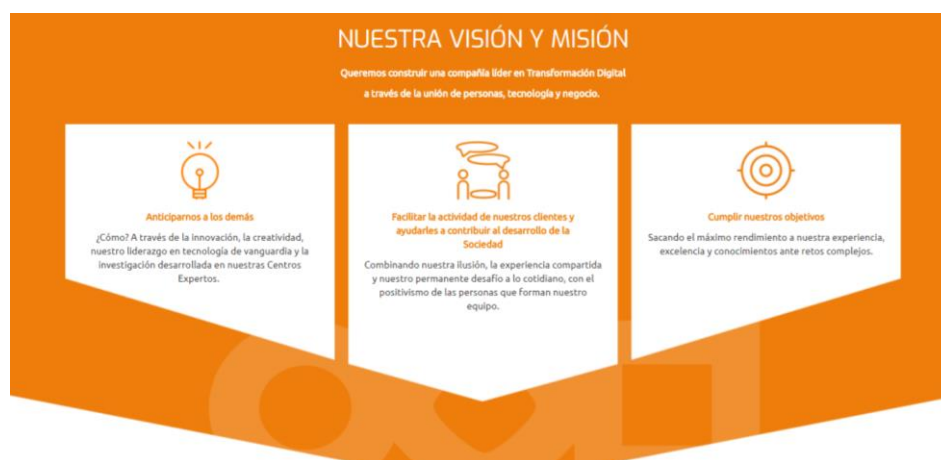 NUESTRA VISIÓN Y MISIÓN
Queremos construir una compañía líder en Transformación Digital
a través de la unión de personas, tecnología y negocio.
Anticiparnos a los demás
¿Cómo? A través de la innovación, la creatividad,
nuestro liderazgo en tecnología de vanguardia y la
investigación desarrollada en nuestras Centros
Expertos.
Facilitar la actividad de nuestros clientes y
ayudarles a contribuir al desarrollo de la
Sociedad
Combinando nuestra ilusión, la experiencia compartida
y nuestro permanente desafío a lo cotidiano, con el
positivismo de las personas que forman nuestro
equipo.
Cumplir nuestros objetivos
Sacando el máximo rendimiento a nuestra experiencia,
excelencia y conocimientos ante retos complejos.